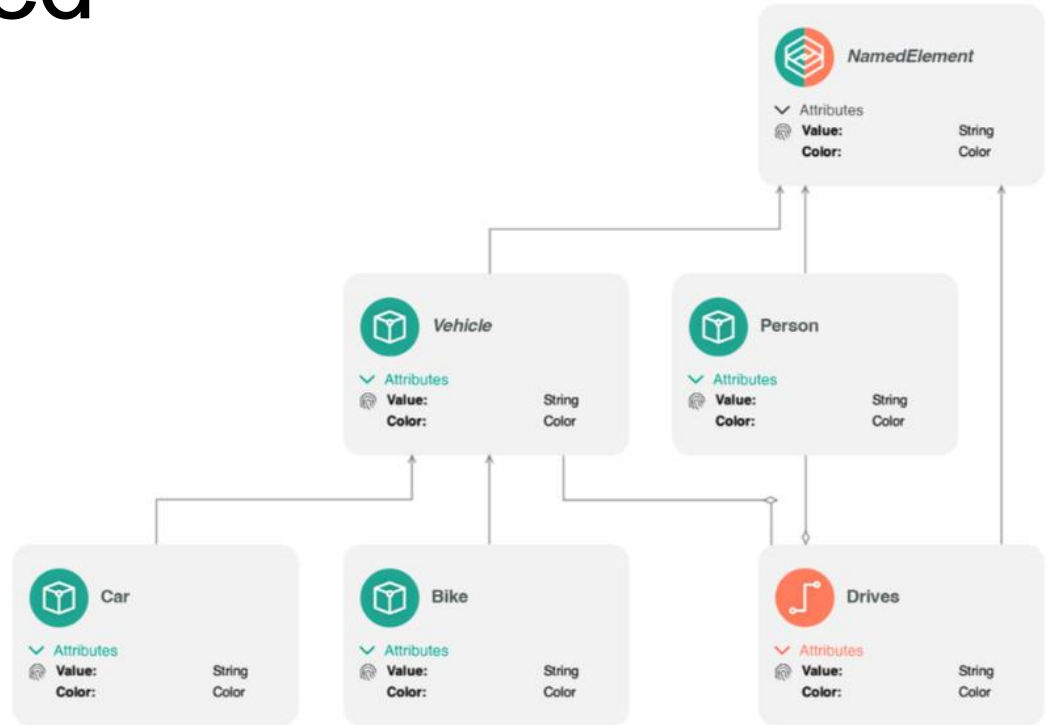 NamedElement
Attributes
Value: String
Color: Color
Vehicle
Attributes
Value: String
Color: Color
Person
Attributes
Value: String
Color: Color
Car
Attributes
Value: String
Color: Color
Bike
Attributes
Value: String
Color: Color
Drives
Attributes
Value: String
Color: Color